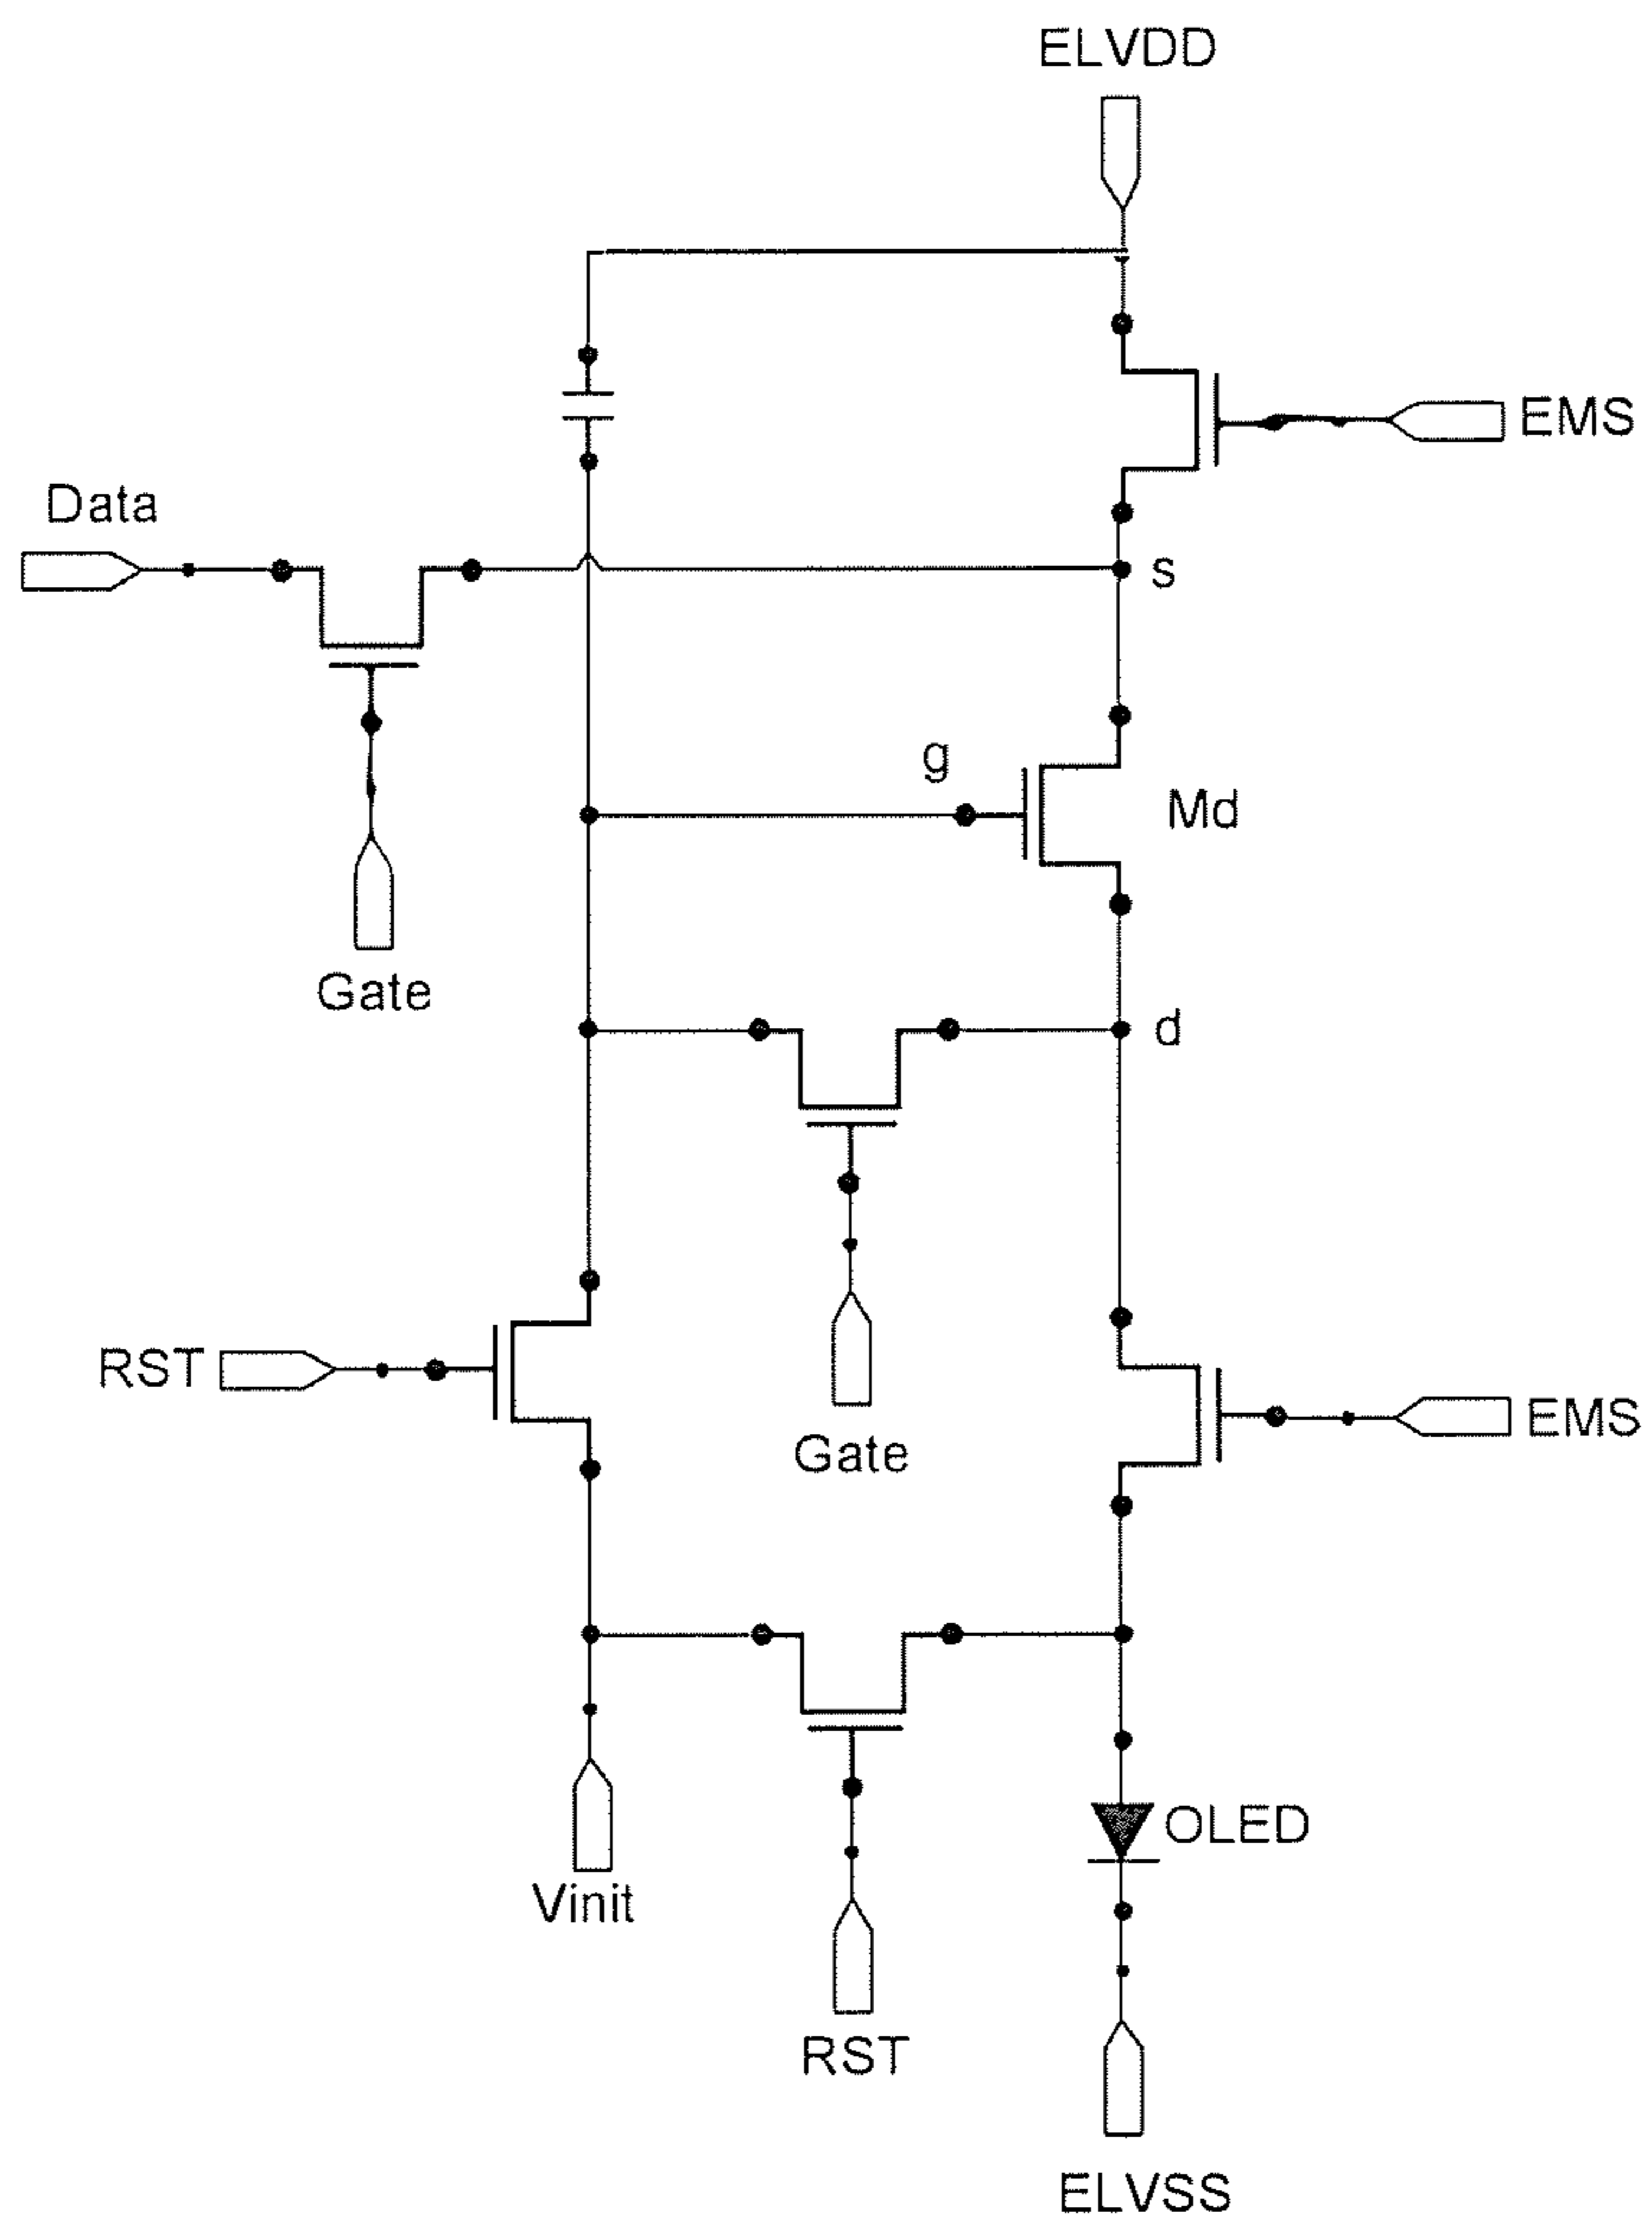 ELVDD
EMS
Data
s
g
Md
Gate
d
RST
EMS
Gate
OLED
Vinit
RST
ELVSS